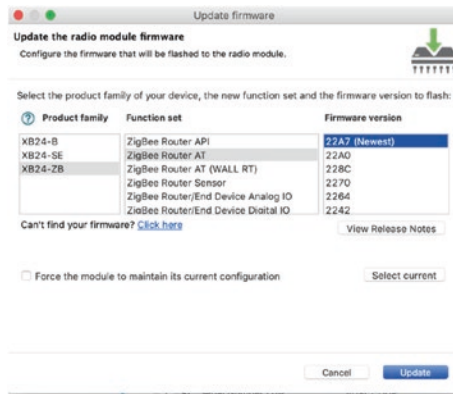 Update firmware
Update the radio module firmware
Configure the firmware that will be flashed to the radio module.
Select the product family of your device, the new function set and the firmware version to flash:
Product family Function set Firmware version
XB24-B ZigBee Router API 22A7 (Newest)
XB24-SE ZigBee Router AT 22A0
XB24-ZB ZigBee Router AT (WALL RT) 228C
ZigBee Router Sensor 2270
ZigBee Router/End Device Analog IO 2264
ZigBee Router/End Device Digital IO 2242
Can't find your firmware? Click here View Release Notes
Force the module to maintain its current configuration Select current
Cancel Update